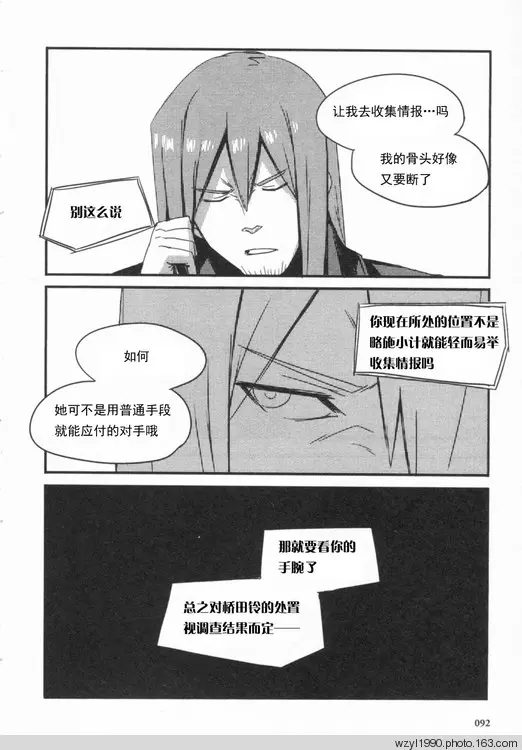 让我去收集情报…吗
我的骨头好像
又要断了
别这么说
你现在所处的位置不是
略施小计就能轻而易举
收集情报吗
如何
她可不是用普通手段
就能应付的对手哦
那就要看你的
手腕了
总之对桥田铃的处置
视调查结果而定——
092
wzyl1990.photo.163.com